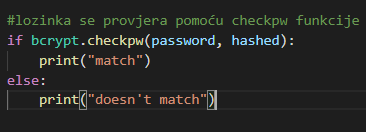 #lozinka se provjera pomoću checkpw funkcije
if bcrypt.checkpw(password, hashed):
    print("match")
else:
    print("doesn't match")